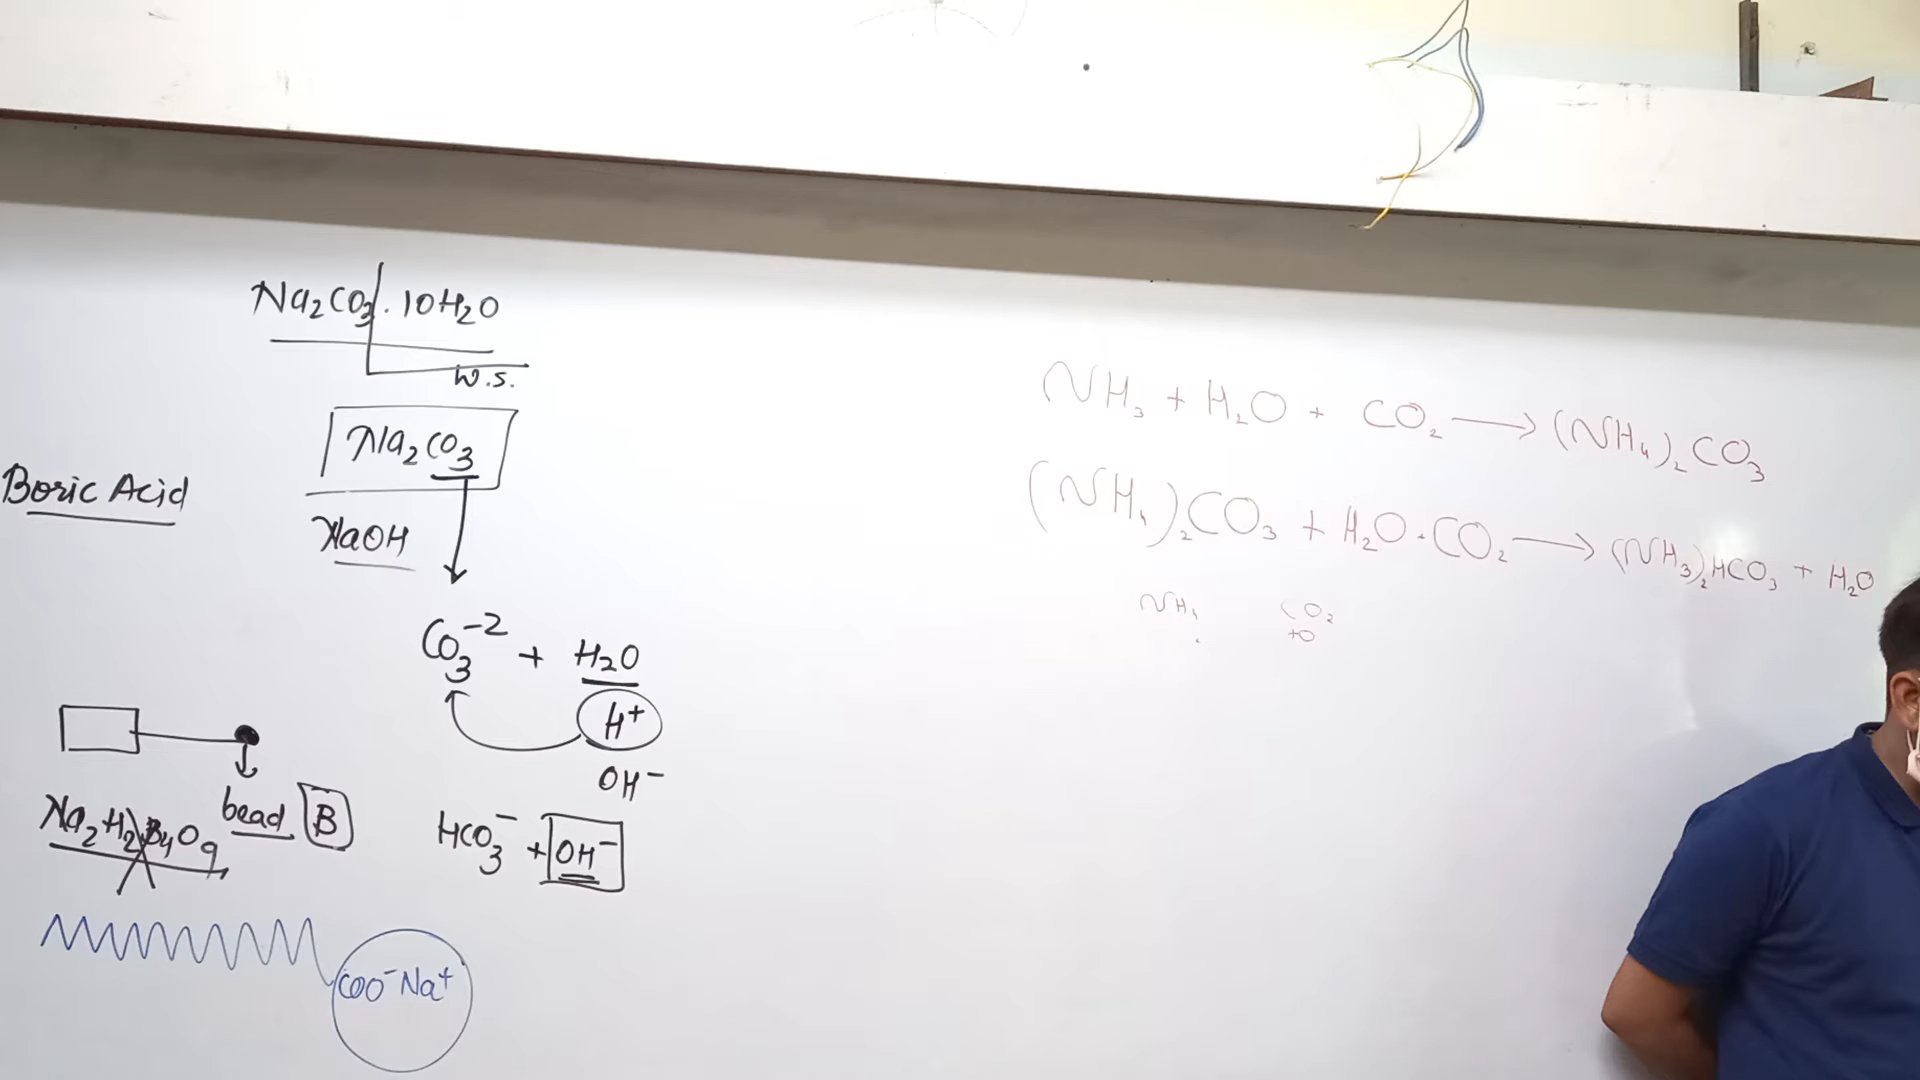 Na₂CO₃ · 10H₂O
W.S.
Na₂CO₃
Boric Acid
NaOH
CO₃⁻² + H₂O
H⁺
OH⁻
bead B
Na₂H₂B₄O₉
HCO₃⁻ + OH⁻
COO⁻Na⁺
NH₃ + H₂O + CO₂ → (NH₄)₂CO₃
(NH₄)₂CO₃ + H₂O · CO₂ → (NH₃)₂HCO₃ + H₂O
NH₄ CO₂